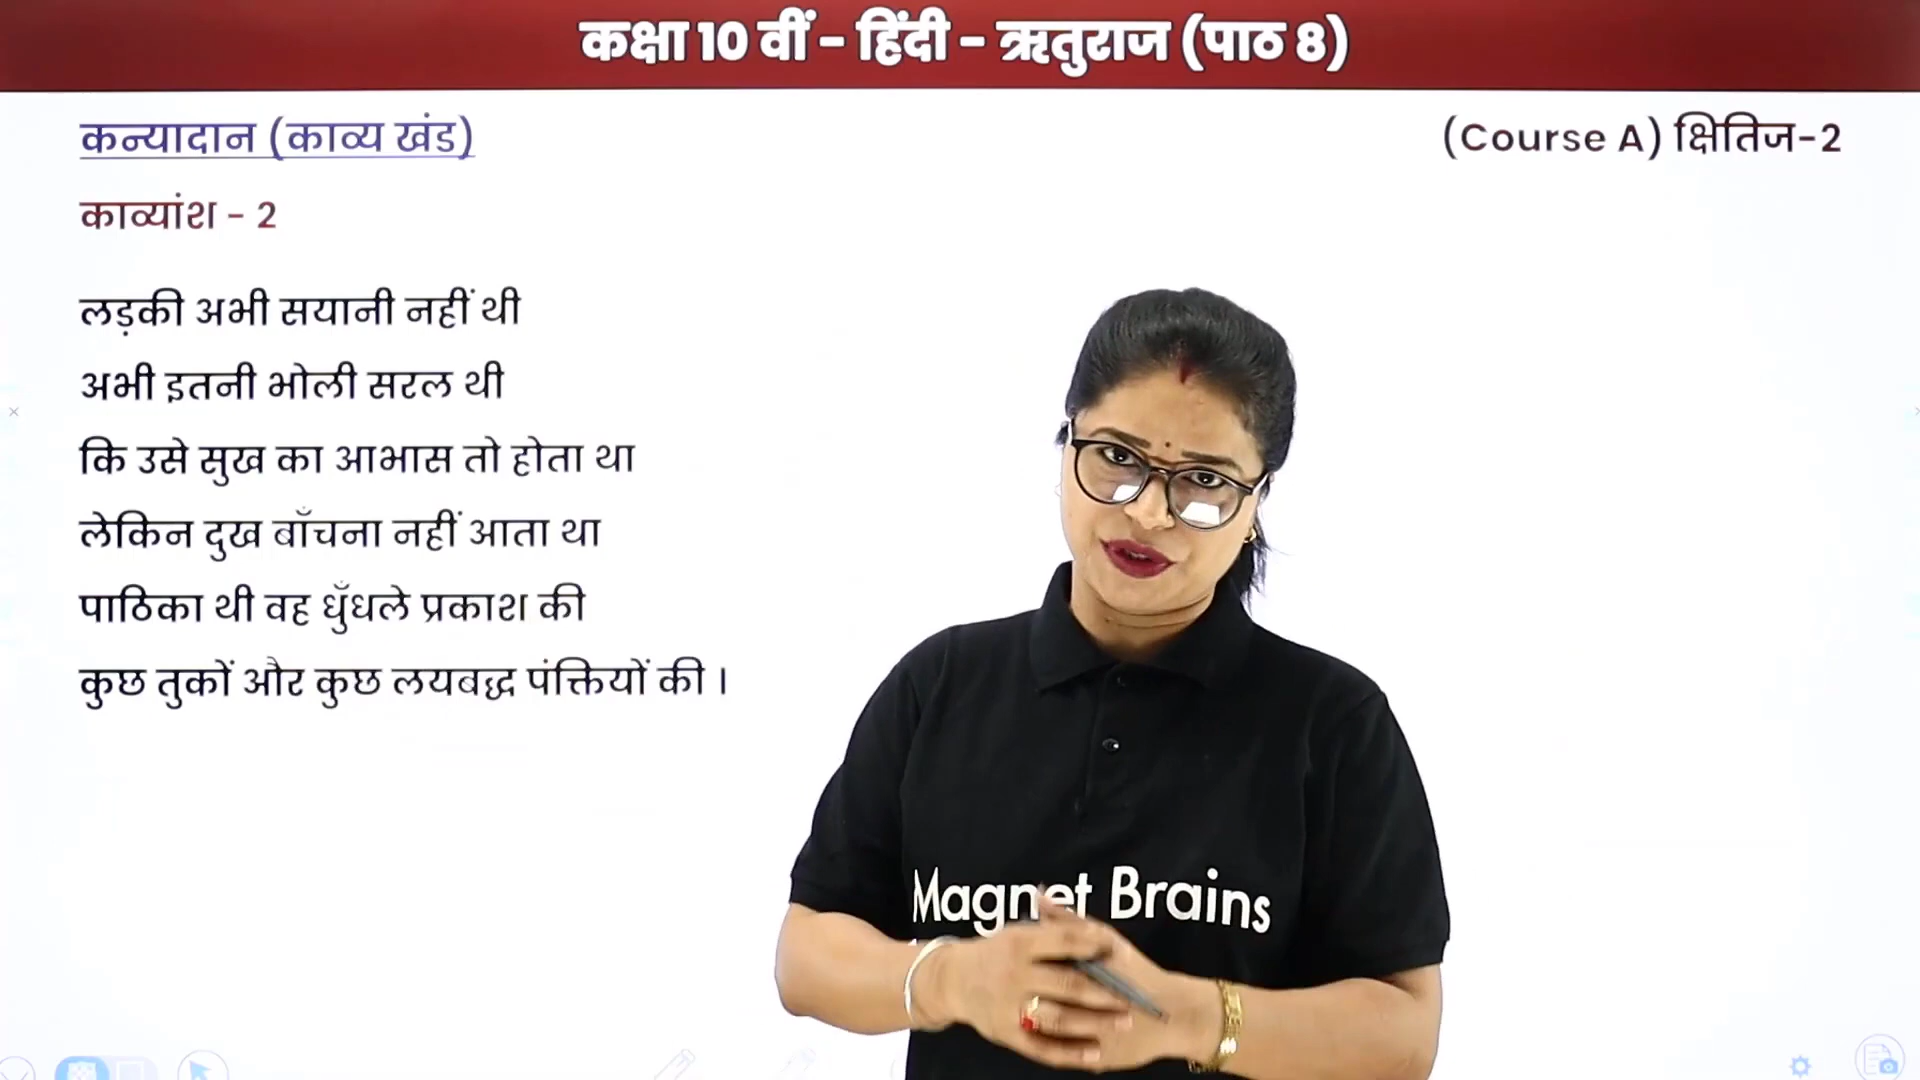 कक्षा 10 वीं - हिंदी - ऋतुराज (पाठ 8)
कन्यादान (काव्य खंड)
(Course A) क्षितिज-2
काव्यांश - 2
लड़की अभी सयानी नहीं थी
अभी इतनी भोली सरल थी
कि उसे सुख का आभास तो होता था
लेकिन दुख बाँचना नहीं आता था
पाठिका थी वह धुँधले प्रकाश की
कुछ तुकों और कुछ लयबद्ध पंक्तियों की ।
Magnet Brains